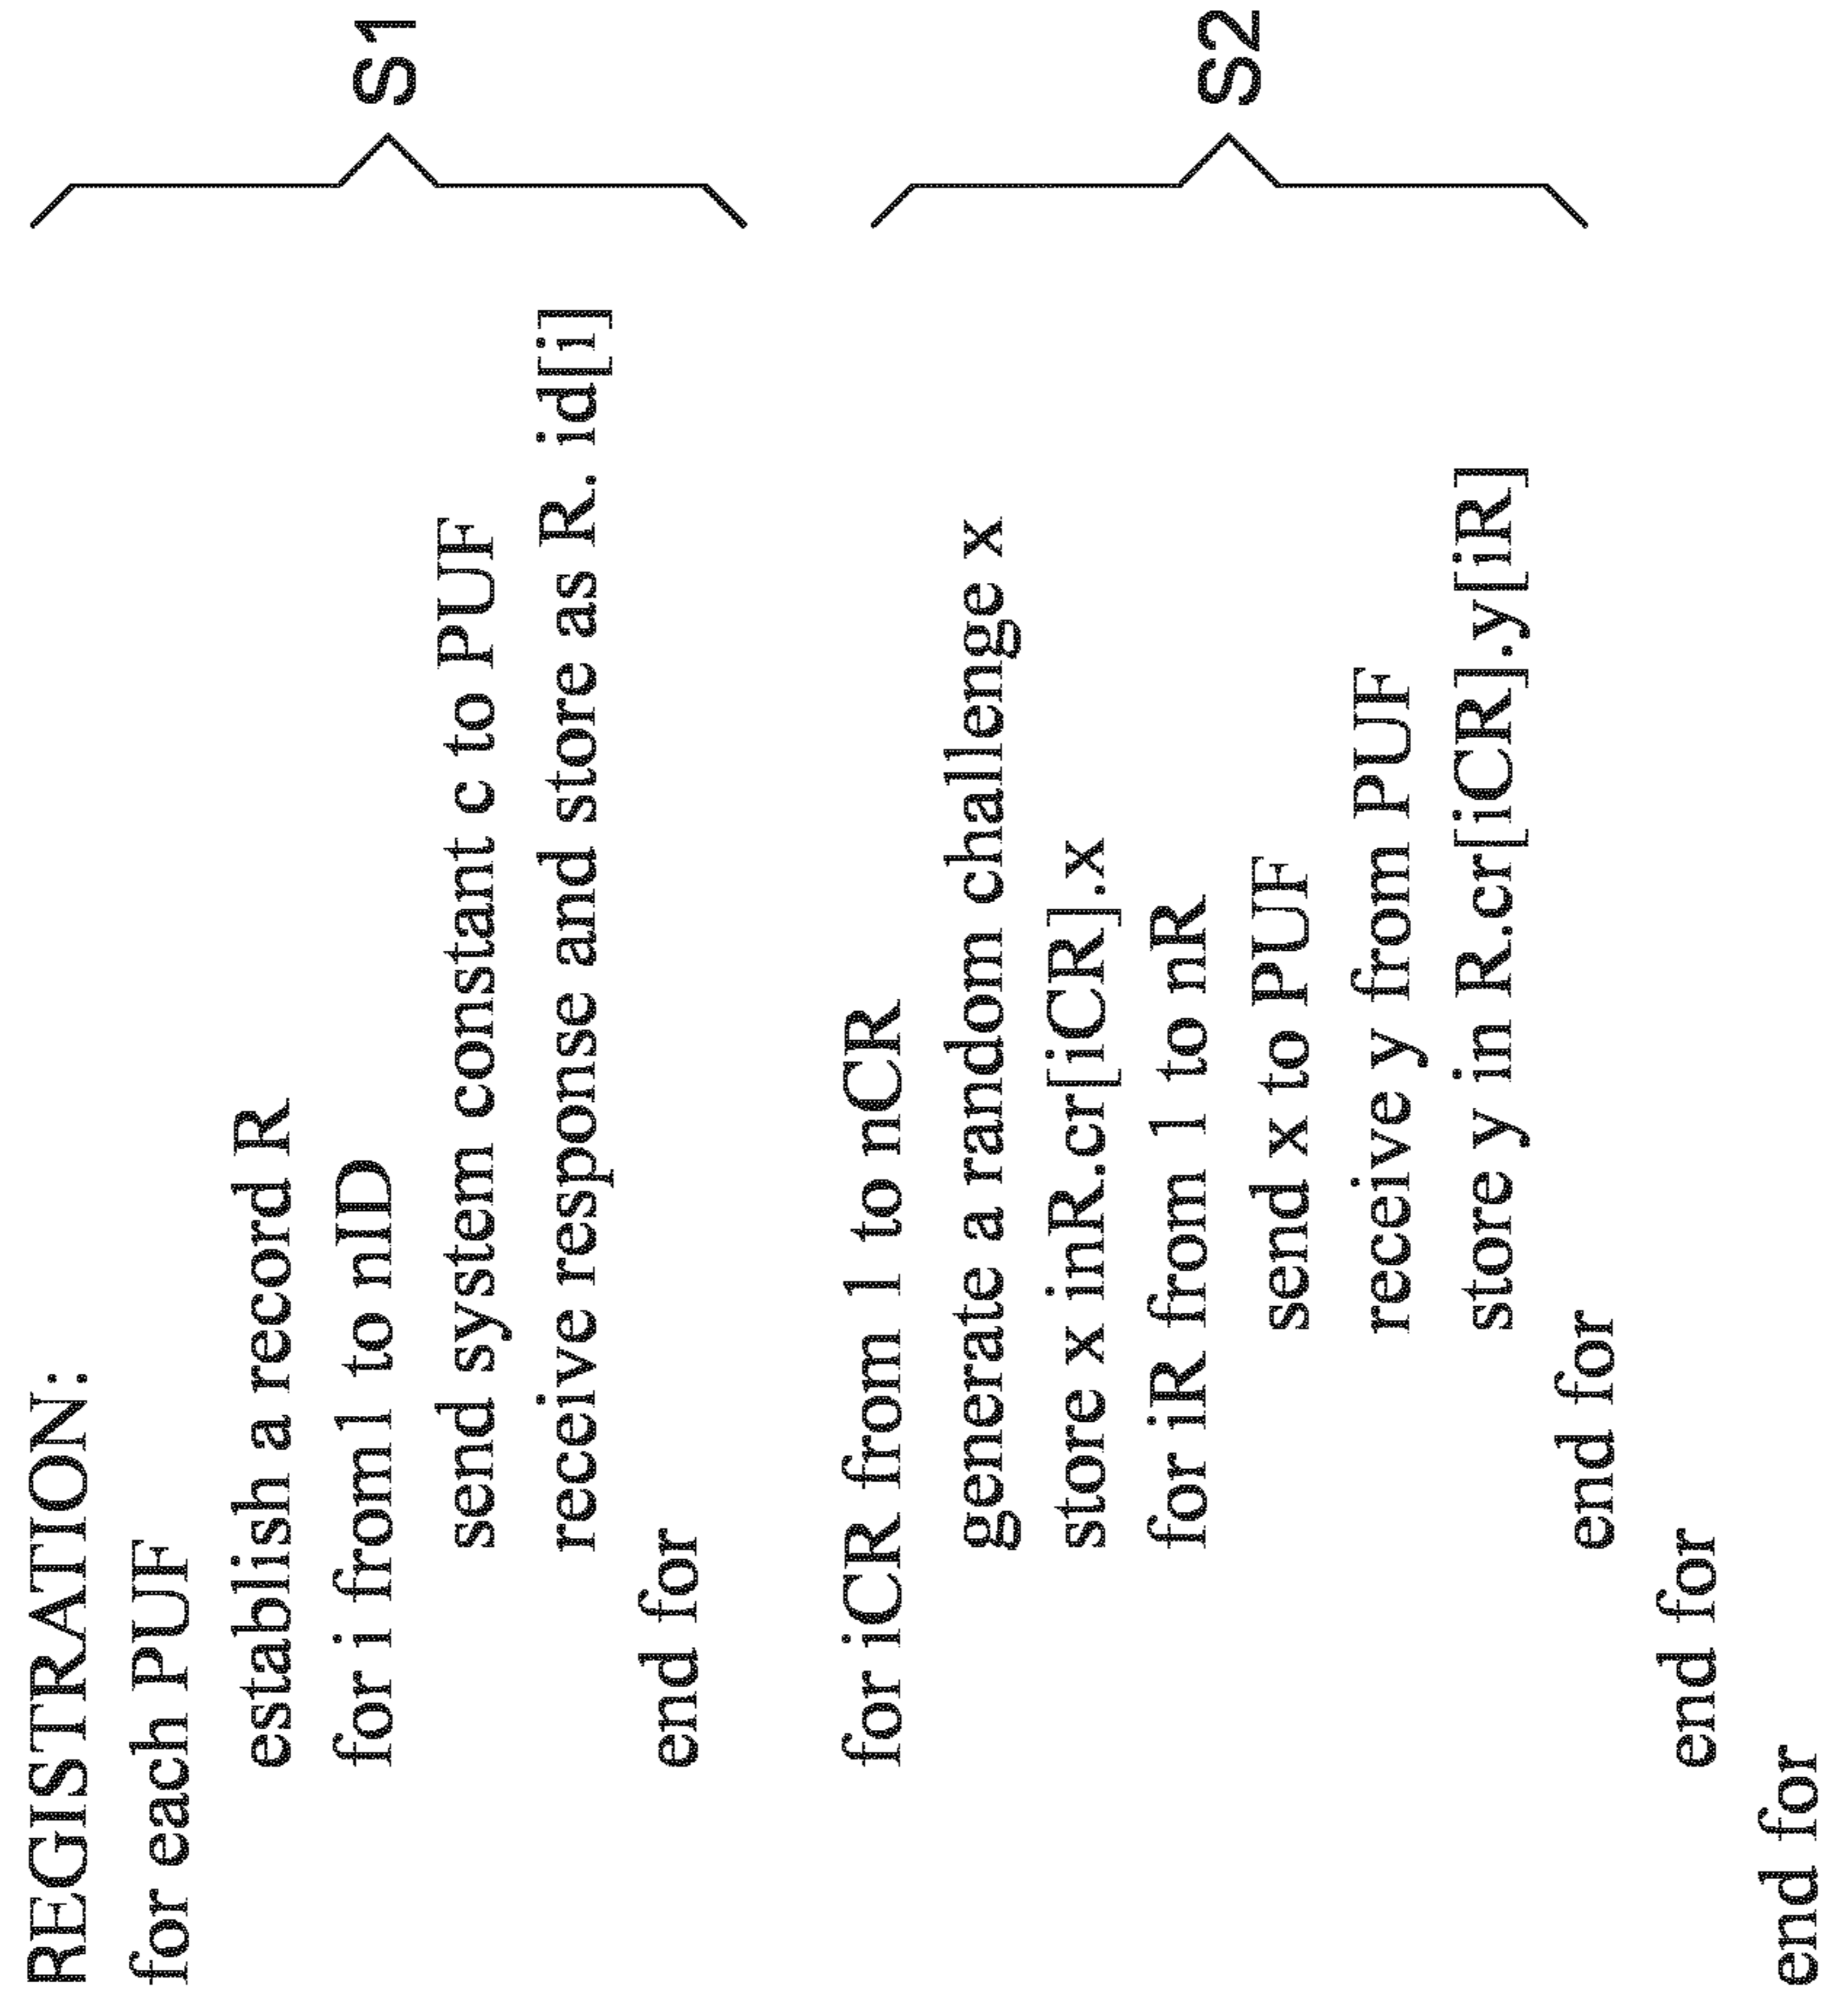 REGISTRATION:
for each PUF
establish a record R
for i from1 to nID
send system constant c to PUF
receive response and store as R. id[i]
end for
S1
for iCR from 1 to nCR
generate a random challenge x
store x inR.cr[iCR].x
for iR from 1 to nR
send x to PUF
receive y from PUF
store y in R.cr[iCR].y[iR]
end for
S2
end for
end for